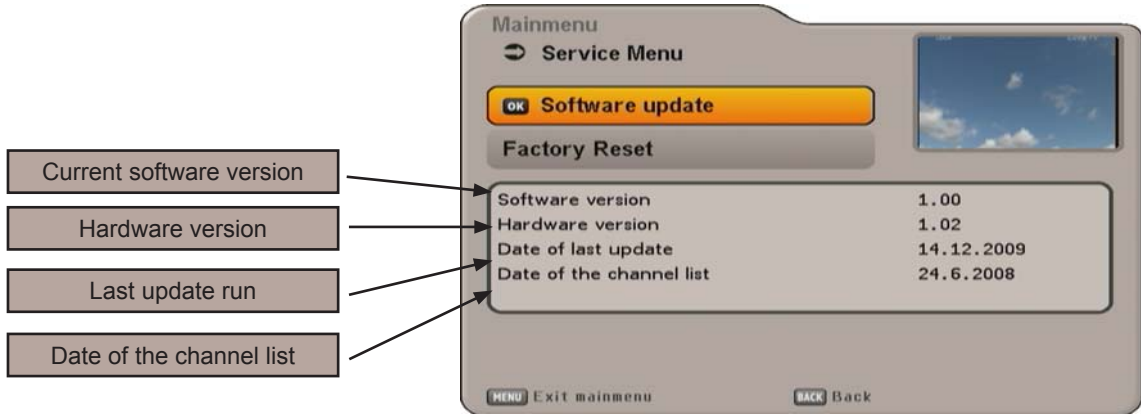 Mainmenu
Service Menu
OK Software update
Factory Reset
Current software version
Hardware version
Last update run
Date of the channel list
Software version 1.00
Hardware version 1.02
Date of last update 14.12.2009
Date of the channel list 24.6.2008
MENU Exit mainmenu
BACK Back